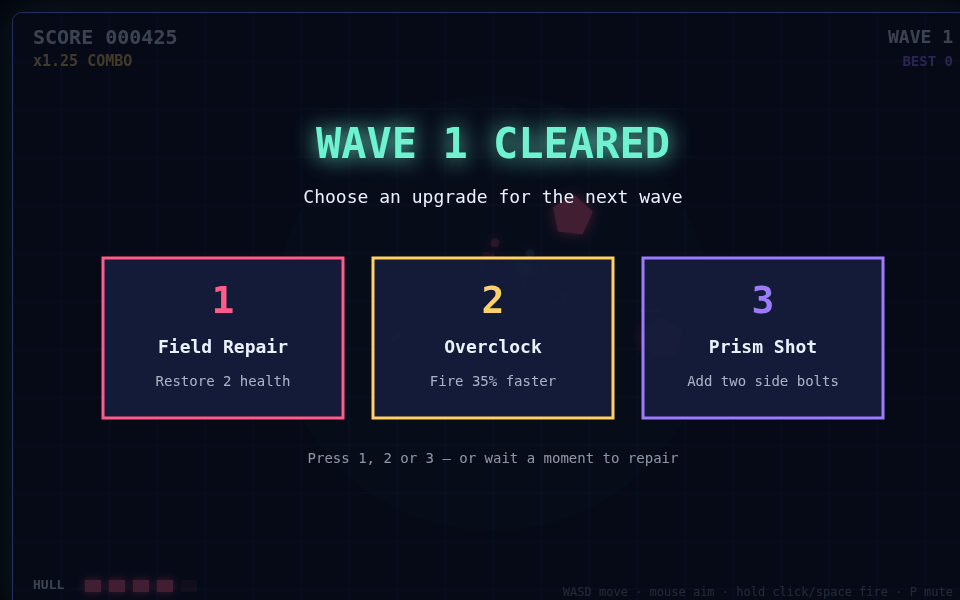 SCORE 000425
WAVE 1
x1.25 COMBO
BEST 0
WAVE 1 CLEARED
Choose an upgrade for the next wave
1
Field Repair
Restore 2 health
2
Overclock
Fire 35% faster
3
Prism Shot
Add two side bolts
Press 1, 2 or 3 — or wait a moment to repair
HULL
WASD move · mouse aim · hold click/space fire · P mute